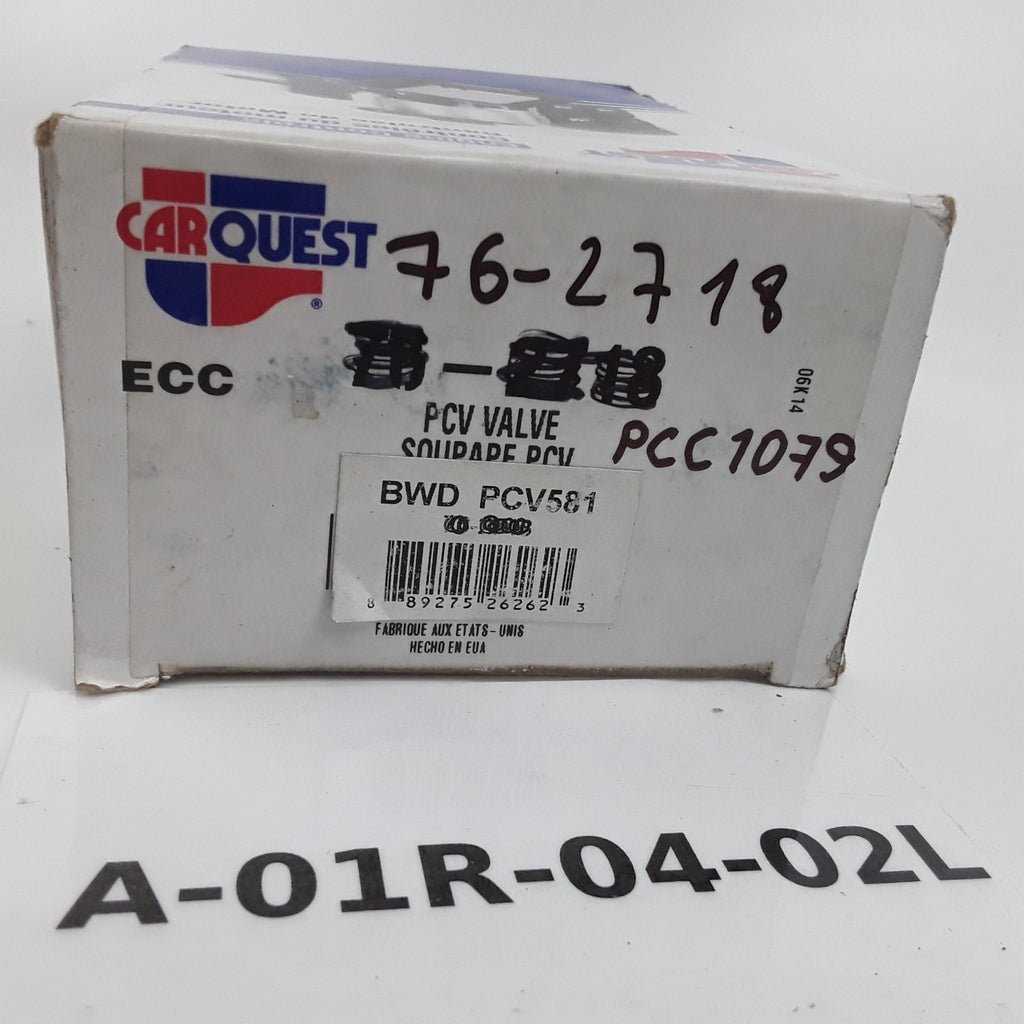 CARQUEST
®
76-2718
ECC
06K14
PCV VALVE
SOUPAPE PCV
PCC1079
BWD PCV581
8 89275 26262 3
FABRIQUE AUX ETATS-UNIS
HECHO EN EUA
A-01R-04-02L